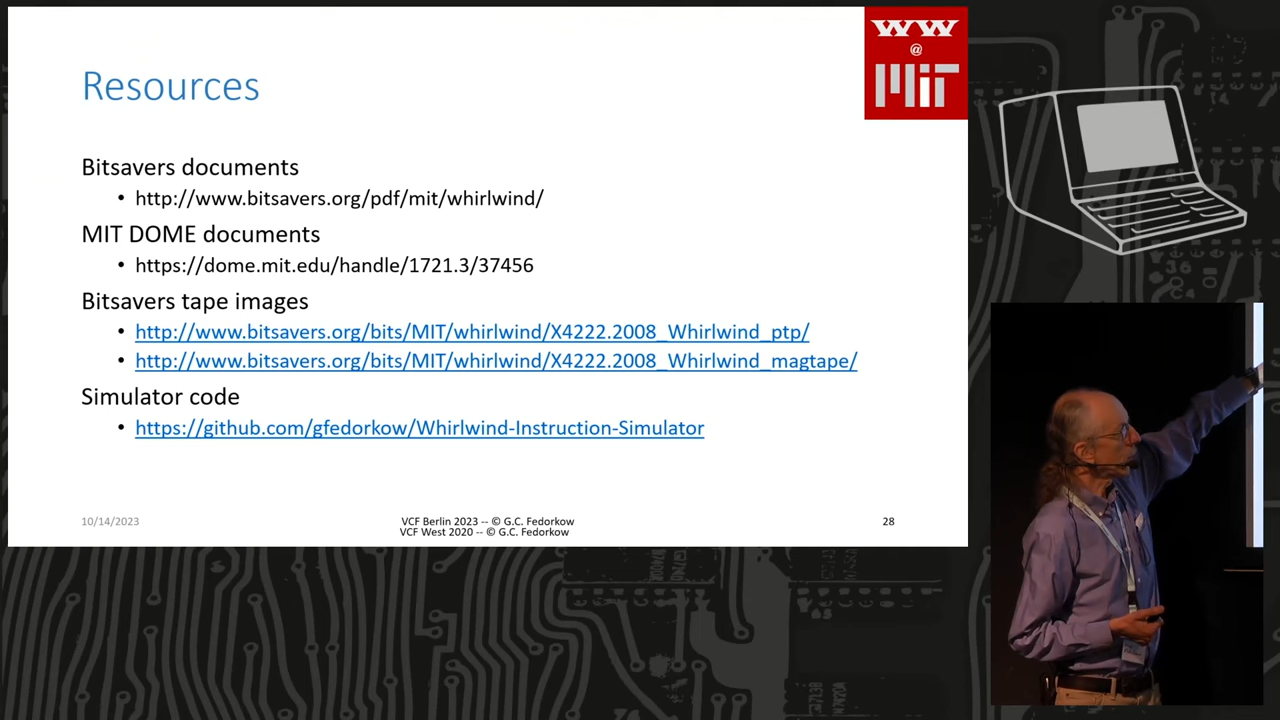 WW
@
MiT
Resources
Bitsavers documents
• http://www.bitsavers.org/pdf/mit/whirlwind/
MIT DOME documents
• https://dome.mit.edu/handle/1721.3/37456
Bitsavers tape images
• http://www.bitsavers.org/bits/MIT/whirlwind/X4222.2008_Whirlwind_ptp/
• http://www.bitsavers.org/bits/MIT/whirlwind/X4222.2008_Whirlwind_magtape/
Simulator code
• https://github.com/gfedorkow/Whirlwind-Instruction-Simulator
10/14/2023
VCF Berlin 2023 -- © G.C. Fedorkow
VCF West 2020 -- © G.C. Fedorkow
28